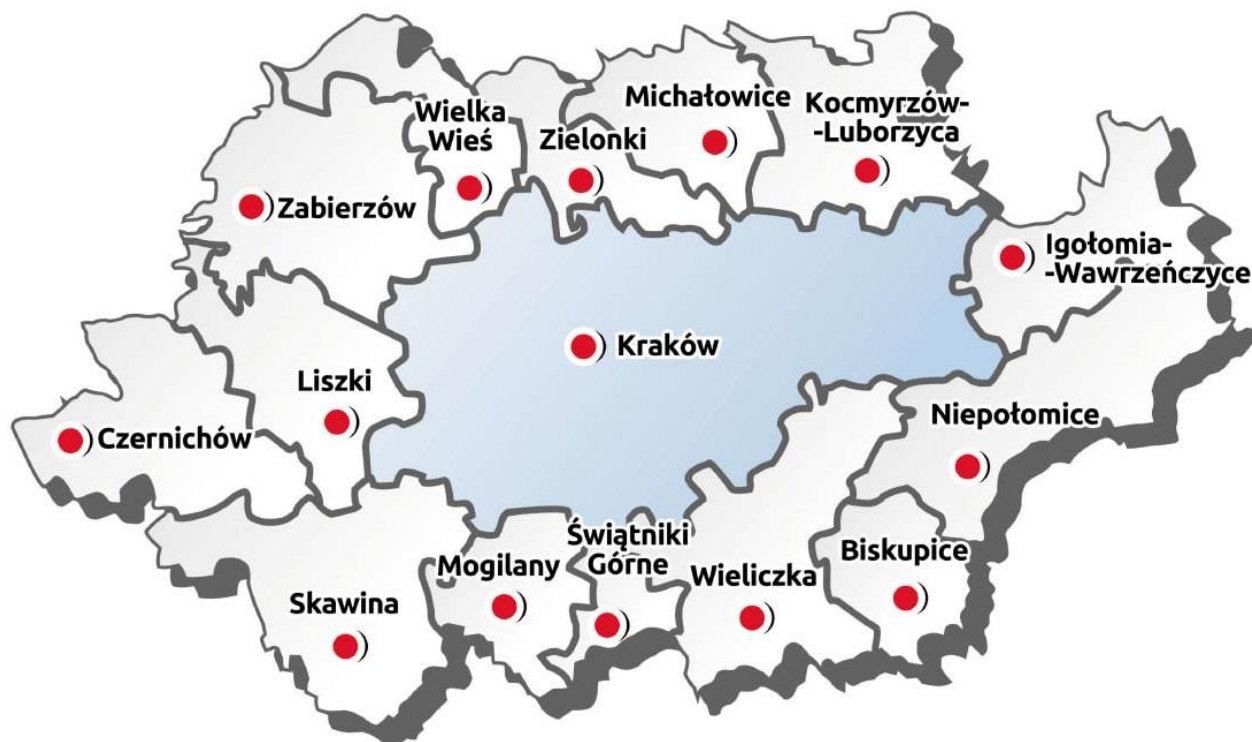 Wielka
Wieś
Zielonki
Michałowice
Kocmyrzów-
-Luborzyca
Zabierzów
Igołomia-
-Wawrzeńczyce
Kraków
Liszki
Czernichów
Niepołomice
Świątniki
Górne
Mogilany
Wieliczka
Biskupice
Skawina